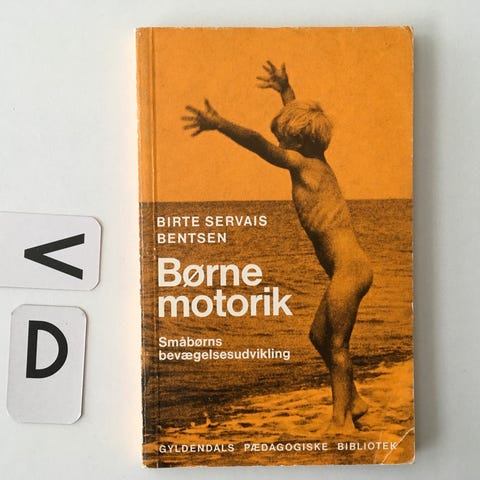 BIRTE SERVAIS
BENTSEN
Børne
motorik
Småbørns
bevægelsesudvikling
GYLDENDALS PÆDAGOGISKE BIBLIOTEK
V
D